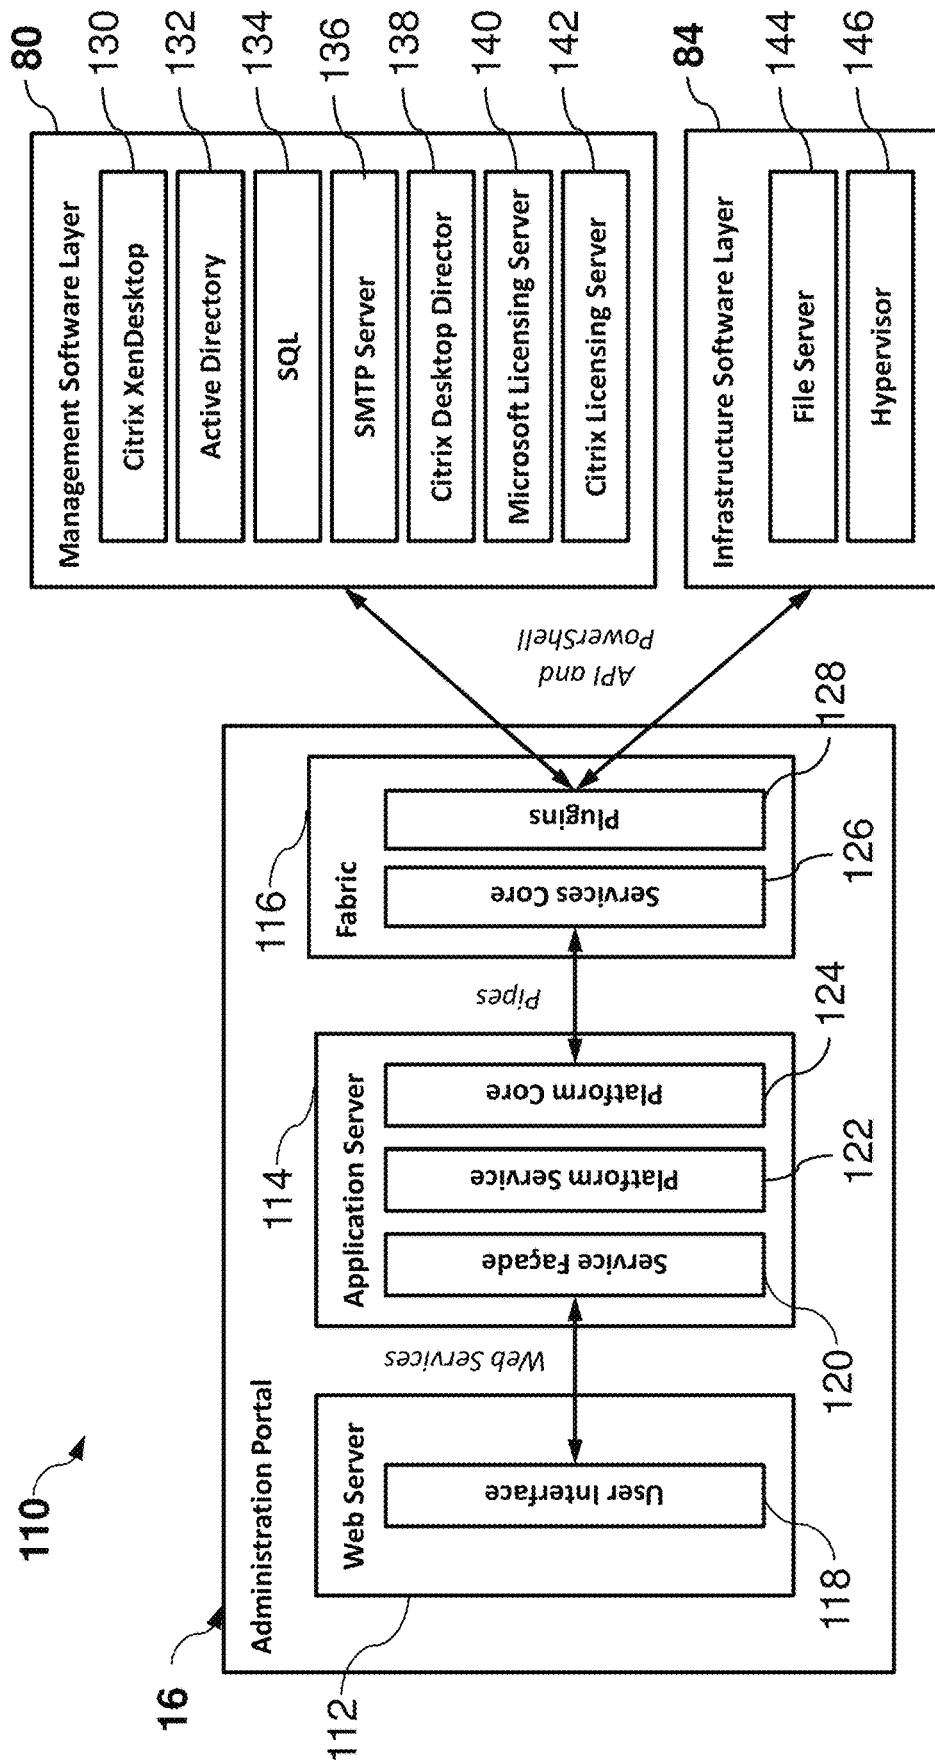 110
16
Administration Portal
112
Web Server
User Interface
118
Web Services
114
Application Server
Service Façade
120
Platform Service
122
Platform Core
124
Pipes
116
Fabric
Services Core
126
Plugins
128
API and
PowerShell
80
Management Software Layer
Citrix XenDesktop
130
Active Directory
132
SQL
134
SMTP Server
136
Citrix Desktop Director
138
Microsoft Licensing Server
140
Citrix Licensing Server
142
84
Infrastructure Software Layer
File Server
144
Hypervisor
146